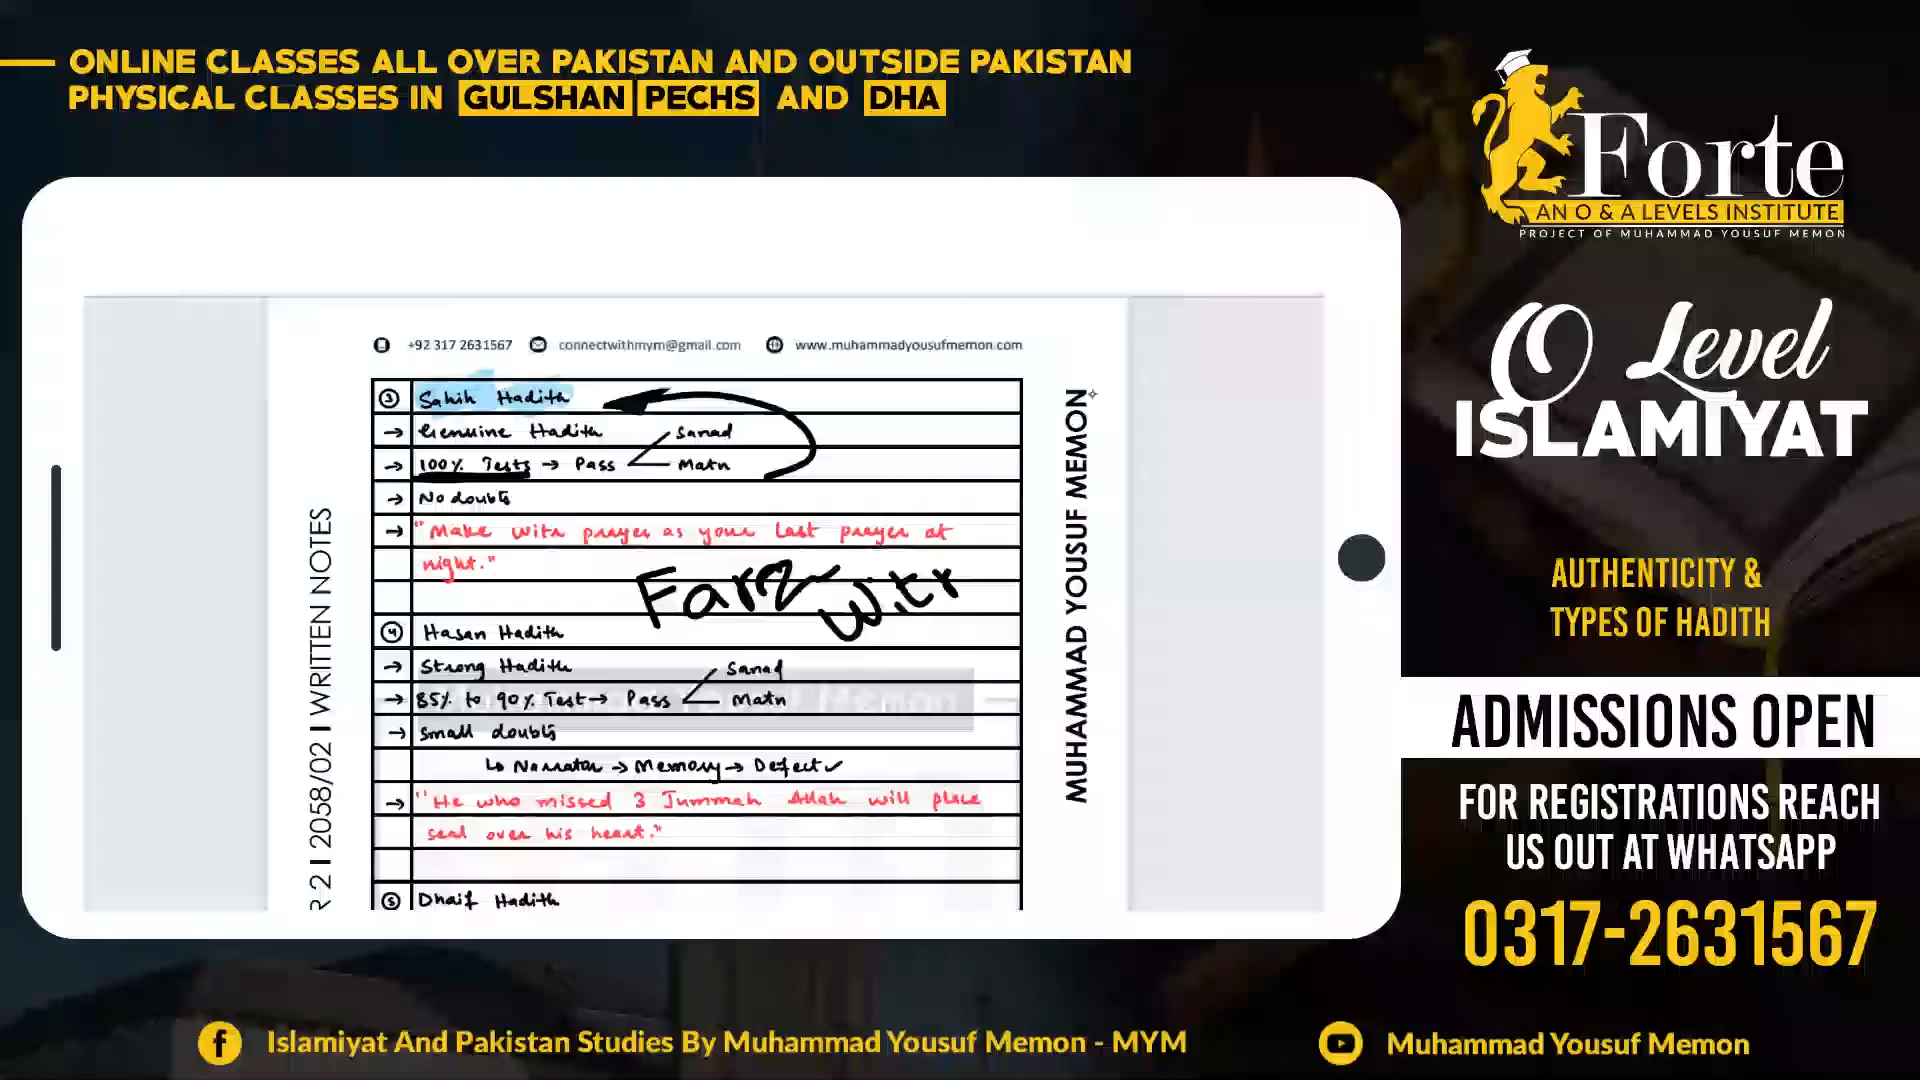 ONLINE CLASSES ALL OVER PAKISTAN AND OUTSIDE PAKISTAN
PHYSICAL CLASSES IN GULSHAN PECHS AND DHA
Forte
AN O & A LEVELS INSTITUTE
PROJECT OF MUHAMMAD YOUSUF MEMON
O Level
ISLAMIYAT
AUTHENTICITY &
TYPES OF HADITH
ADMISSIONS OPEN
FOR REGISTRATIONS REACH
US OUT AT WHATSAPP
0317-2631567
+92 317 2631567 connectwithmym@gmail.com www.muhammadyousufmemon.com
R 2 I 2058/02 I WRITTEN NOTES
MUHAMMAD YOUSUF MEMON
③ Sahih Hadith
→ Genuine Hadith Sanad
→ 100% Tests → Pass Matn
→ No doubts
→ "Make witr prayer as your last prayer at
night."
Farz Witr
④ Hasan Hadith
→ Strong Hadith Sanad
→ 85% to 90% Test → Pass Matn
→ Small doubts
↳ Narrator → Memory → Defect ✓
→ "He who missed 3 Jummah Allah will place
seal over his heart."
⑤ Dhaif Hadith
Islamiyat And Pakistan Studies By Muhammad Yousuf Memon - MYM
Muhammad Yousuf Memon